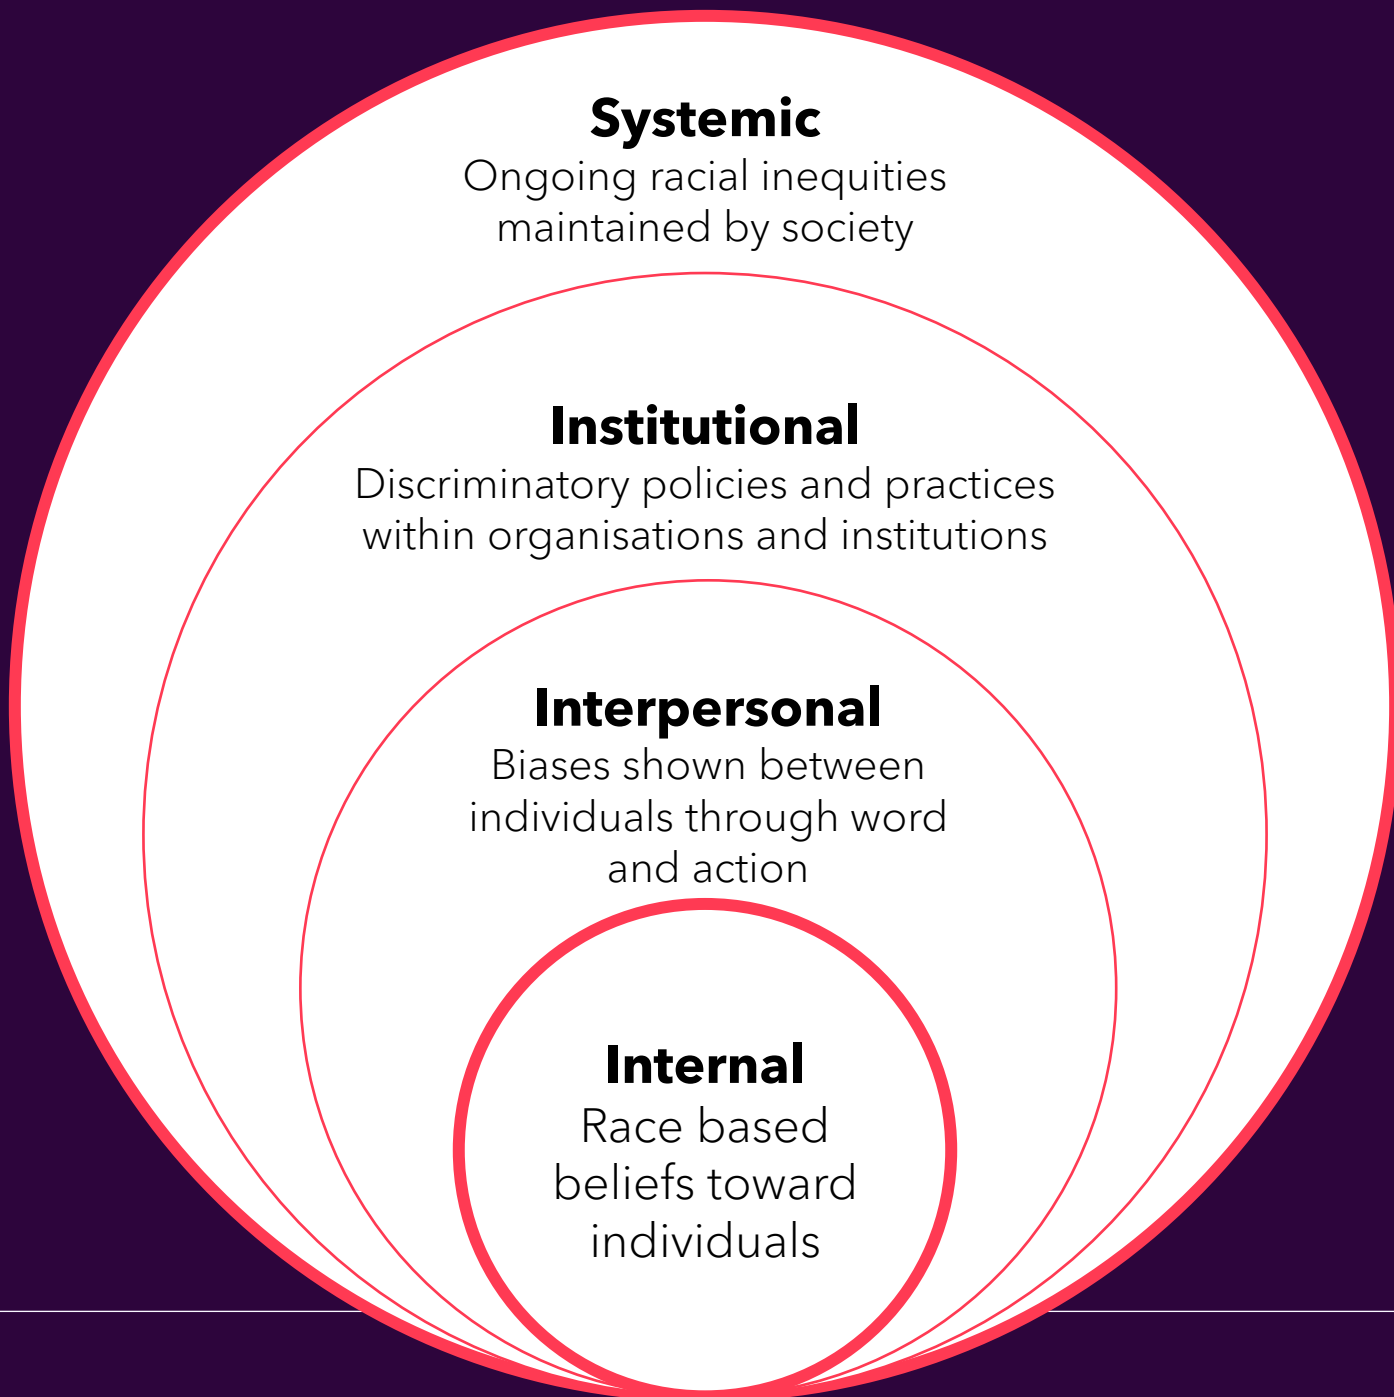 Systemic
Ongoing racial inequities
maintained by society
Institutional
Discriminatory policies and practices
within organisations and institutions
Interpersonal
Biases shown between
individuals through word
and action
Internal
Race based
beliefs toward
individuals